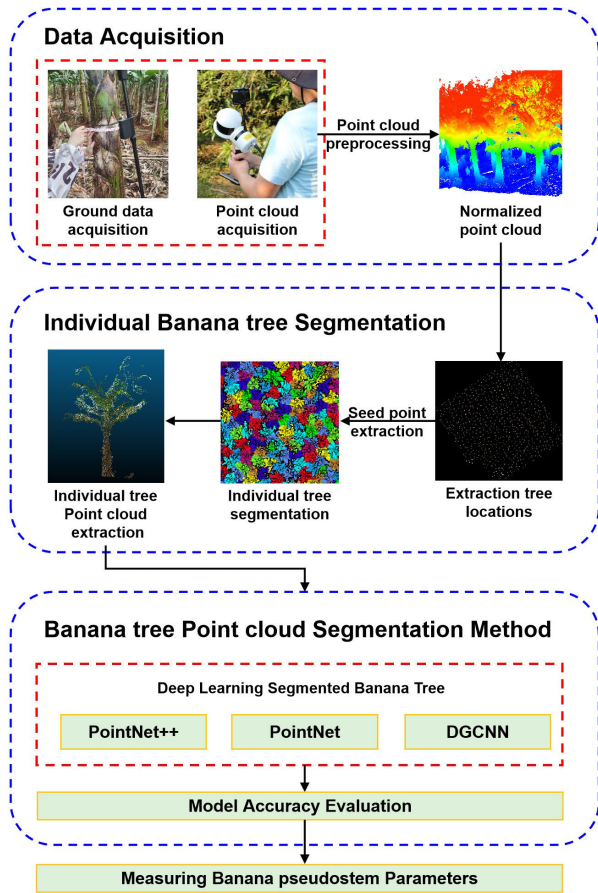 Data Acquisition
Ground data
acquisition
Point cloud
acquisition
Point cloud
preprocessing
Normalized
point cloud
Individual Banana tree Segmentation
Individual tree
Point cloud
extraction
Individual tree
segmentation
Seed point
extraction
Extraction tree
locations
Banana tree Point cloud Segmentation Method
Deep Learning Segmented Banana Tree
PointNet++
PointNet
DGCNN
Model Accuracy Evaluation
Measuring Banana pseudostem Parameters